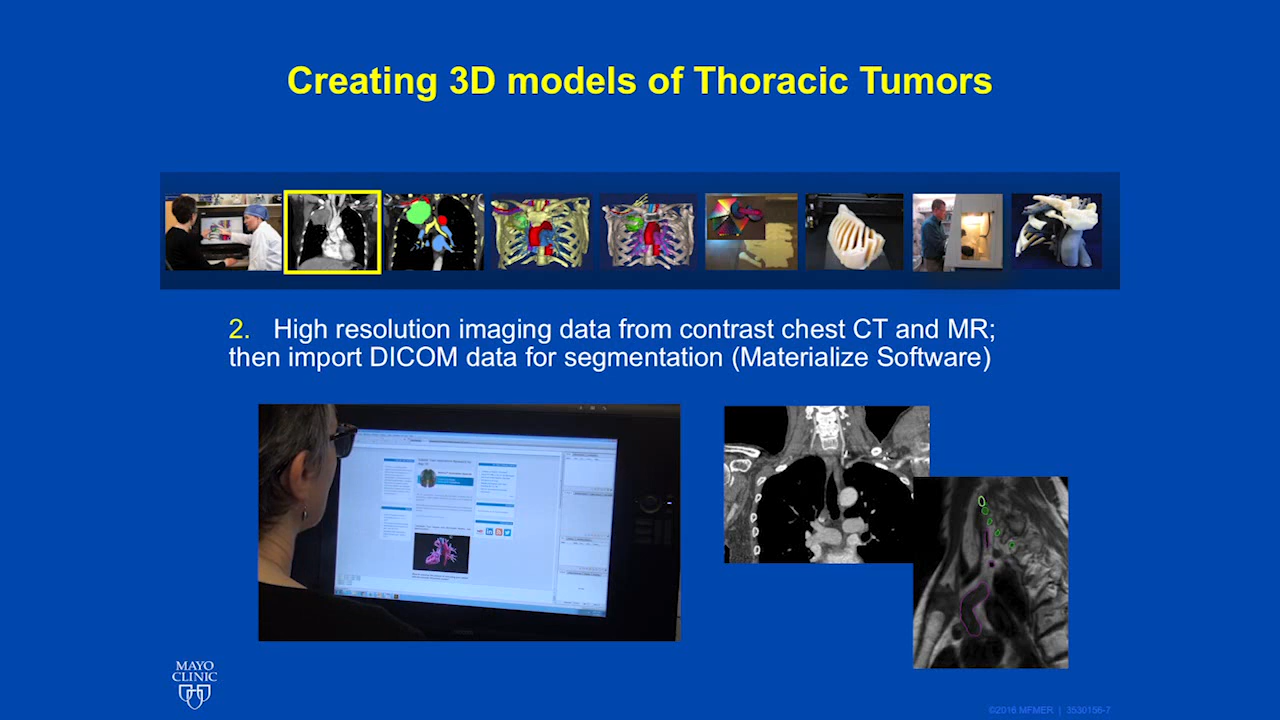 Creating 3D models of Thoracic Tumors
2. High resolution imaging data from contrast chest CT and MR;
then import DICOM data for segmentation (Materialize Software)
MAYO
CLINIC
©2016 MFMER | 3530156-7